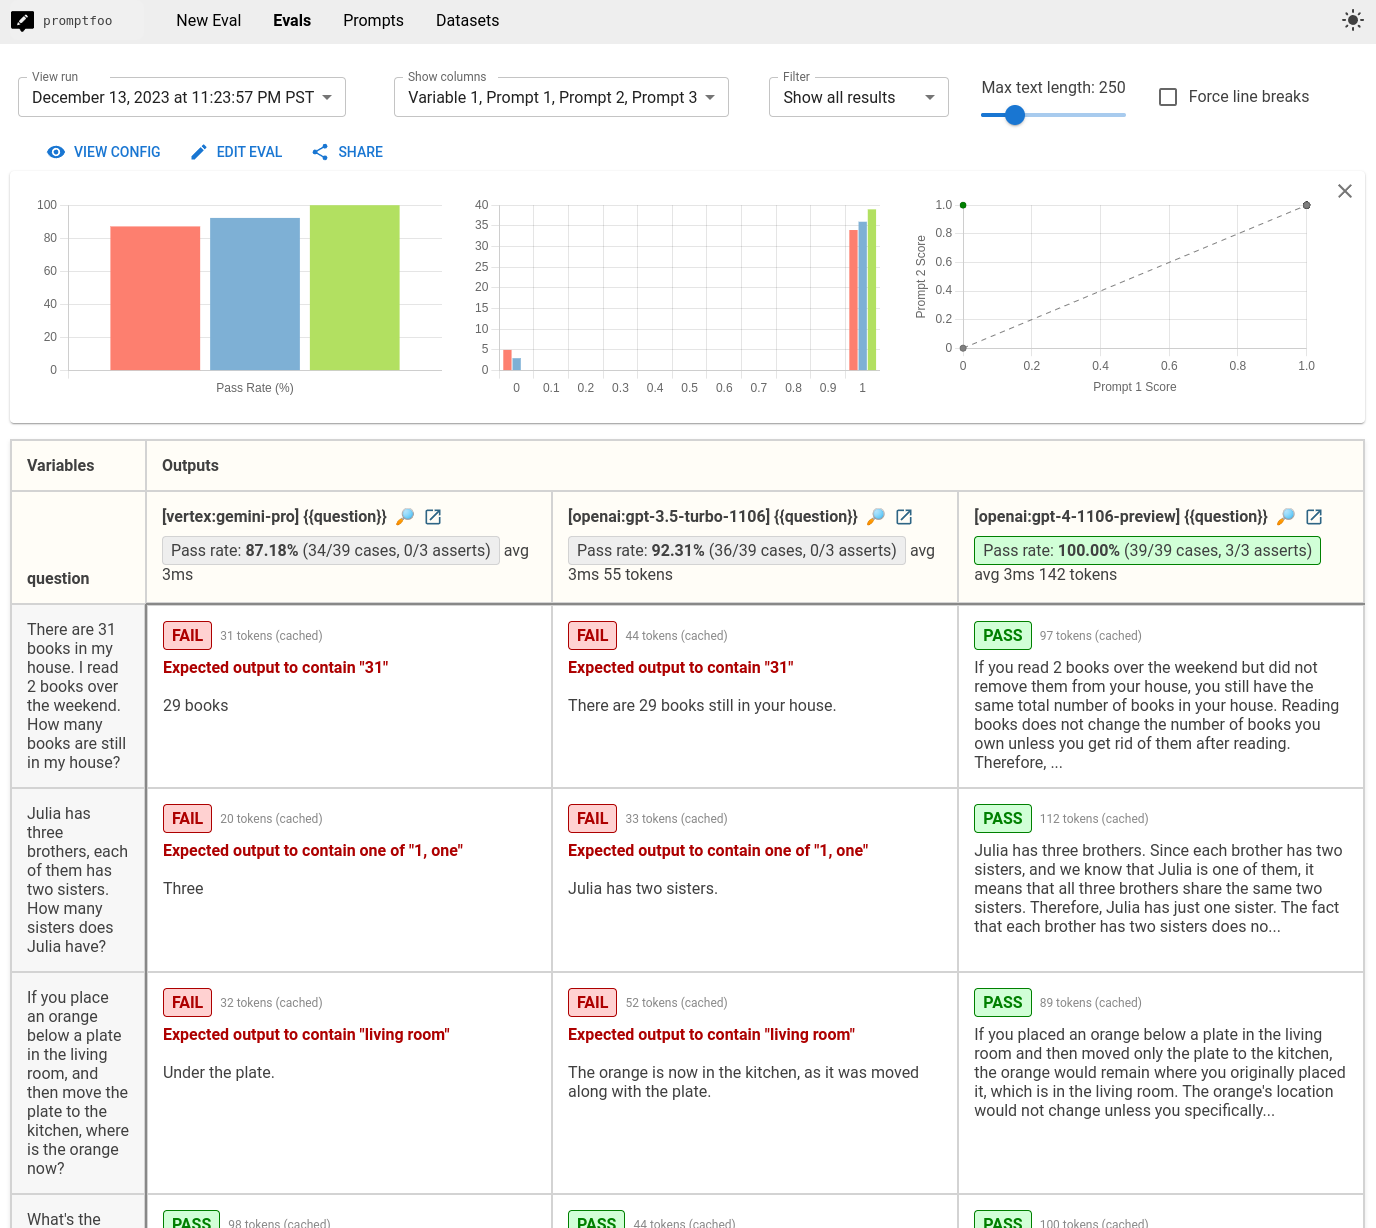 promptfoo
New Eval
Evals
Prompts
Datasets
View run
December 13, 2023 at 11:23:57 PM PST
Show columns
Variable 1, Prompt 1, Prompt 2, Prompt 3
Filter
Show all results
Max text length: 250
Force line breaks
VIEW CONFIG
EDIT EVAL
SHARE
100
80
60
40
20
0
Pass Rate (%)
40
35
30
25
20
15
10
5
0
0 0.1 0.2 0.3 0.4 0.5 0.6 0.7 0.8 0.9 1
Prompt 2 Score
1.0
0.8
0.6
0.4
0.2
0
0 0.2 0.4 0.6 0.8 1.0
Prompt 1 Score
Variables
Outputs
question
[vertex:gemini-pro] {{question}}
Pass rate: 87.18% (34/39 cases, 0/3 asserts) avg
3ms
[openai:gpt-3.5-turbo-1106] {{question}}
Pass rate: 92.31% (36/39 cases, 0/3 asserts) avg
3ms 55 tokens
[openai:gpt-4-1106-preview] {{question}}
Pass rate: 100.00% (39/39 cases, 3/3 asserts)
avg 3ms 142 tokens
There are 31
books in my
house. I read
2 books over
the weekend.
How many
books are still
in my house?
FAIL 31 tokens (cached)
Expected output to contain "31"
29 books
FAIL 44 tokens (cached)
Expected output to contain "31"
There are 29 books still in your house.
PASS 97 tokens (cached)
If you read 2 books over the weekend but did not
remove them from your house, you still have the
same total number of books in your house. Reading
books does not change the number of books you
own unless you get rid of them after reading.
Therefore, ...
Julia has
three
brothers, each
of them has
two sisters.
How many
sisters does
Julia have?
FAIL 20 tokens (cached)
Expected output to contain one of "1, one"
Three
FAIL 33 tokens (cached)
Expected output to contain one of "1, one"
Julia has two sisters.
PASS 112 tokens (cached)
Julia has three brothers. Since each brother has two
sisters, and we know that Julia is one of them, it
means that all three brothers share the same two
sisters. Therefore, Julia has just one sister. The fact
that each brother has two sisters does no...
If you place
an orange
below a plate
in the living
room, and
then move the
plate to the
kitchen, where
is the orange
now?
FAIL 32 tokens (cached)
Expected output to contain "living room"
Under the plate.
FAIL 52 tokens (cached)
Expected output to contain "living room"
The orange is now in the kitchen, as it was moved
along with the plate.
PASS 89 tokens (cached)
If you placed an orange below a plate in the living
room and then moved only the plate to the kitchen,
the orange would remain where you originally placed
it, which is in the living room. The orange's location
would not change unless you specifically...
What's the
PASS 98 tokens (cached)
PASS 44 tokens (cached)
PASS 100 tokens (cached)